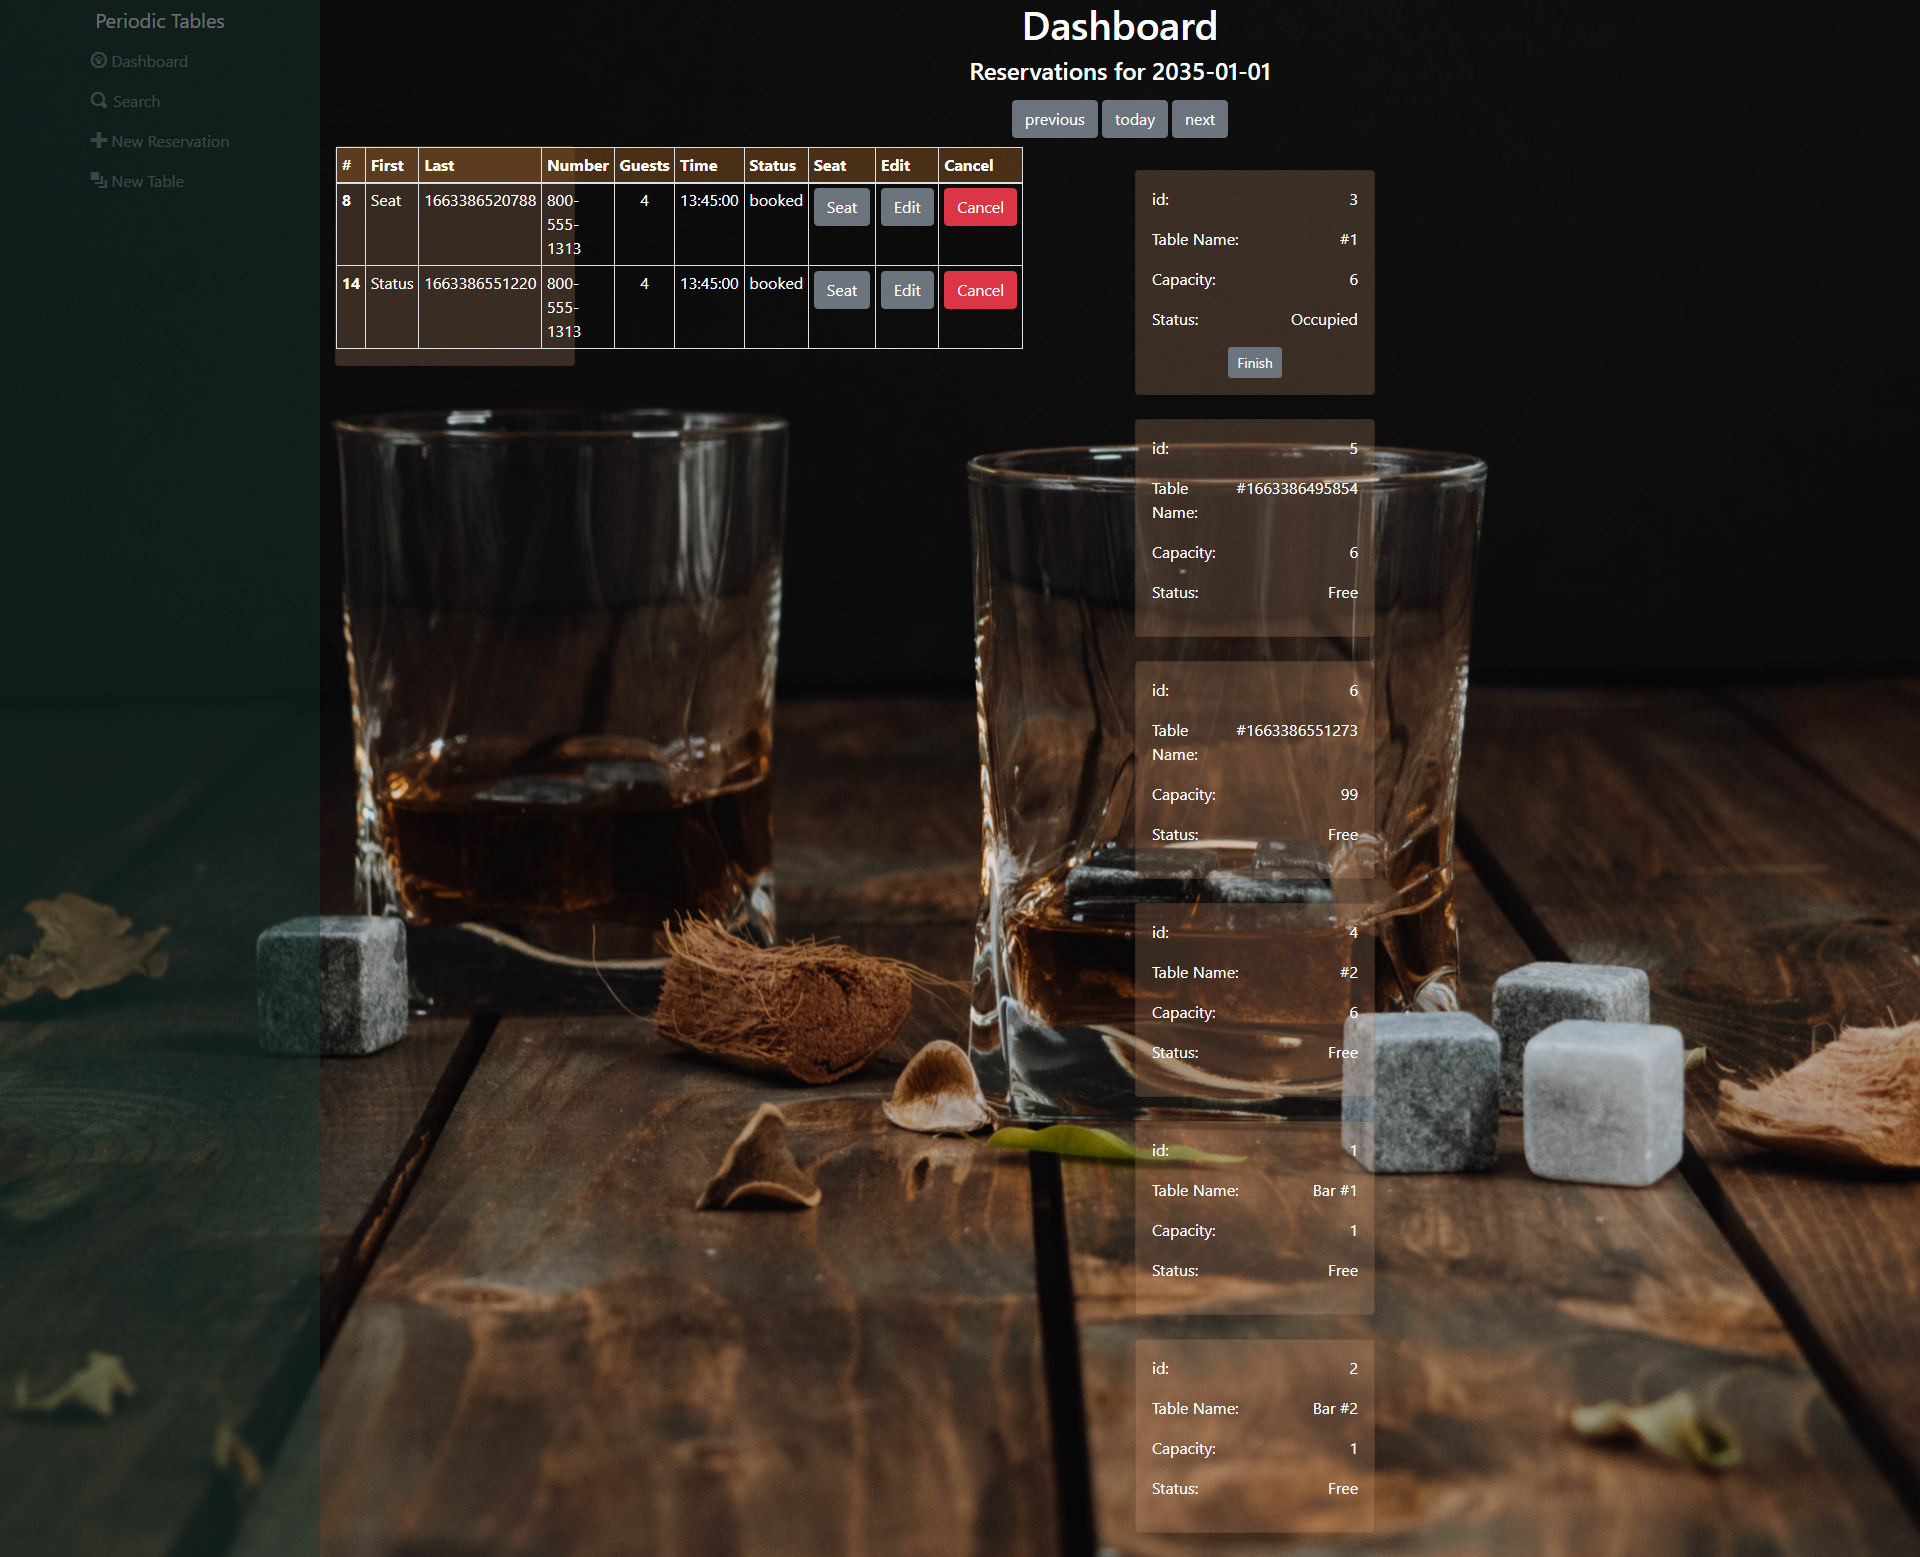 Periodic Tables
Dashboard
Search
New Reservation
New Table
Dashboard
Reservations for 2035-01-01
previous today next
# First Last Number Guests Time Status Seat Edit Cancel
8 Seat 1663386520788 800-555-1313 4 13:45:00 booked Seat Edit Cancel
14 Status 1663386551220 800-555-1313 4 13:45:00 booked Seat Edit Cancel
id: 3
Table Name: #1
Capacity: 6
Status: Occupied
Finish
id: 5
Table Name: #1663386495854
Capacity: 6
Status: Free
id: 6
Table Name: #1663386551273
Capacity: 99
Status: Free
id: 4
Table Name: #2
Capacity: 6
Status: Free
id: 1
Table Name: Bar #1
Capacity: 1
Status: Free
id: 2
Table Name: Bar #2
Capacity: 1
Status: Free